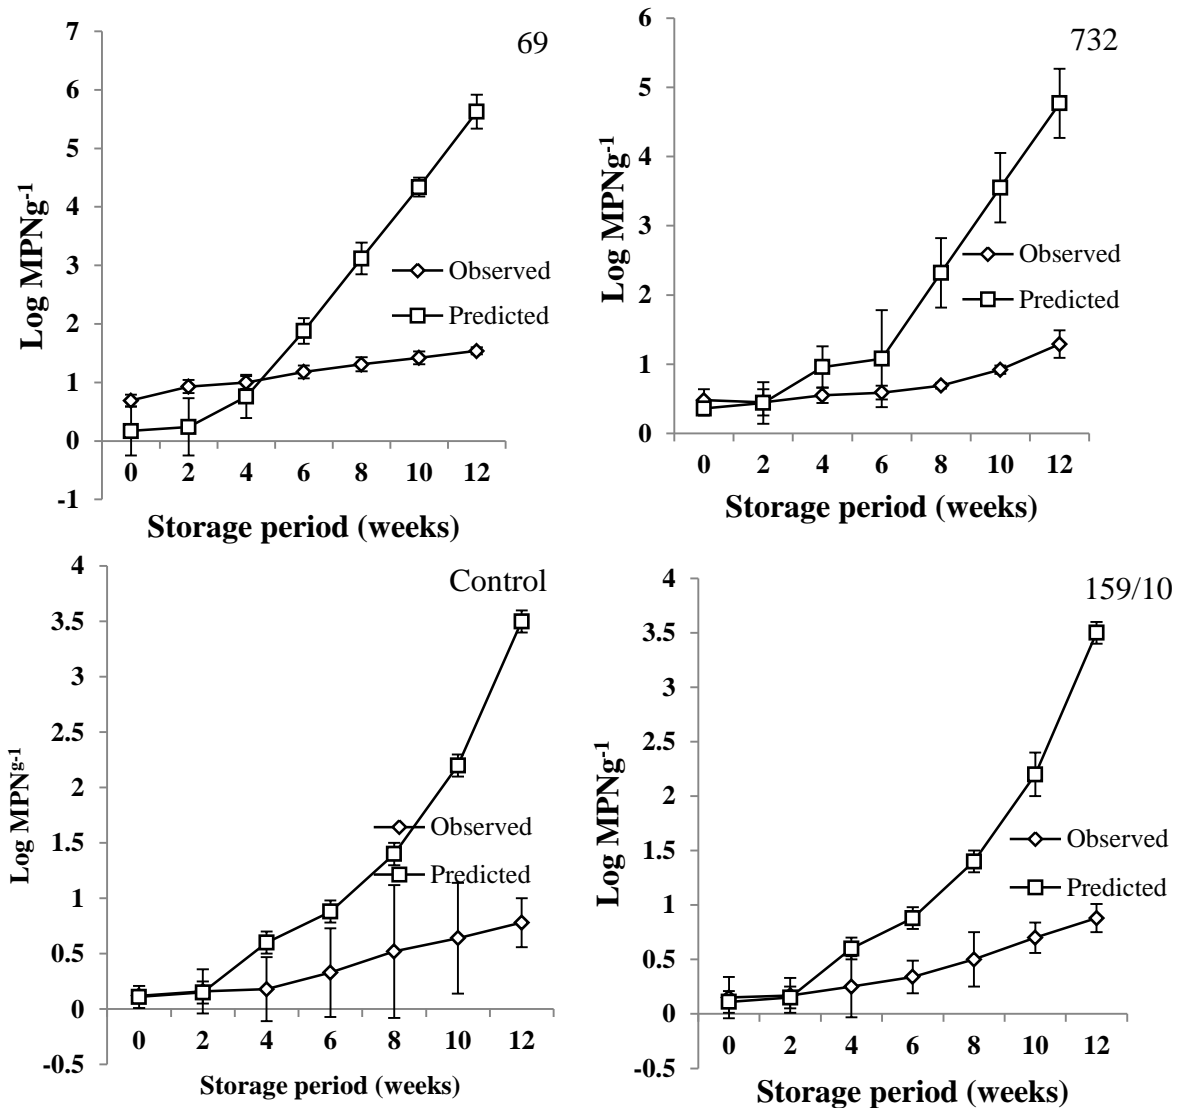 69
7
6
5
4
3
2
1
0
-1
Log MPNg-1
Observed
Predicted
0 2 4 6 8 10 12
Storage period (weeks)
732
6
5
4
3
2
1
0
Log MPNg-1
Observed
Predicted
0 2 4 6 8 10 12
Storage period (weeks)
Control
4
3.5
3
2.5
2
1.5
1
0.5
0
-0.5
Log MPNg-1
Observed
Predicted
0 2 4 6 8 10 12
Storage period (weeks)
159/10
4
3.5
3
2.5
2
1.5
1
0.5
0
-0.5
Log MPNg-1
Observed
Predicted
0 2 4 6 8 10 12
Storage period (weeks)